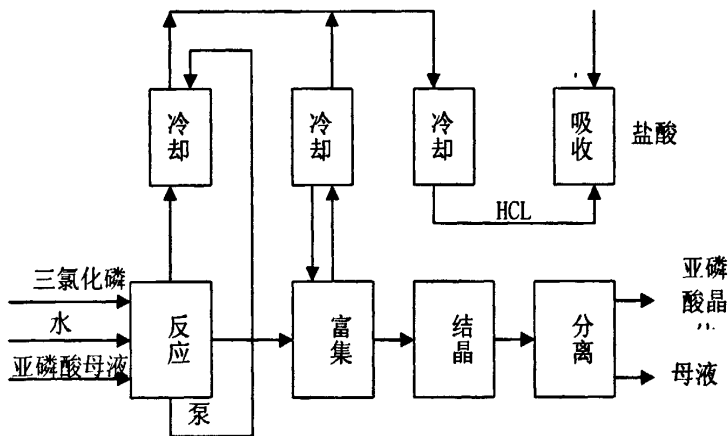 冷却
冷却
冷却
吸收
盐酸
HCL
三氯化磷
水
亚磷酸母液
反应
泵
富集
结晶
分离
亚磷
酸晶
母液